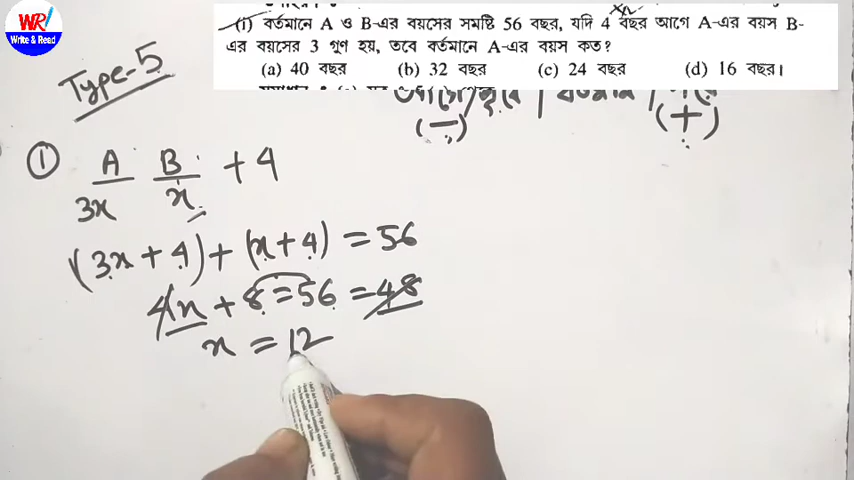 WR!
Write & Read
(i) বর্তমানে A ও B-এর বয়সের সমষ্টি 56 বছর, যদি 4 বছর আগে A-এর বয়স B-
এর বয়সের 3 গুণ হয়, তবে বর্তমানে A-এর বয়স কত?
(a) 40 বছর (b) 32 বছর (c) 24 বছর (d) 16 বছর।
Type-5
(−) (+)
① A B + 4
3x x
(3x + 4) + (x + 4) = 56
4x + 8 = 56 = 48
x = 12